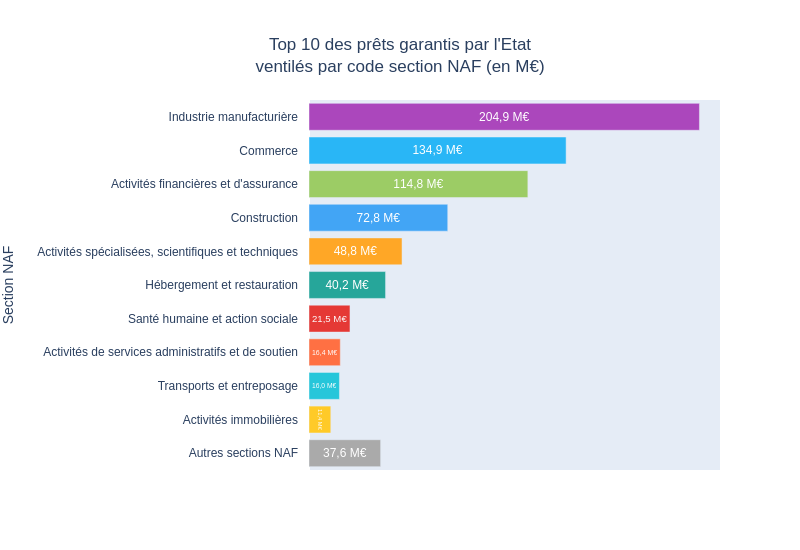 Top 10 des prêts garantis par l'Etat
ventilés par code section NAF (en M€)
Section NAF
Industrie manufacturière 204,9 M€
Commerce 134,9 M€
Activités financières et d'assurance 114,8 M€
Construction 72,8 M€
Activités spécialisées, scientifiques et techniques 48,8 M€
Hébergement et restauration 40,2 M€
Santé humaine et action sociale 21,5 M€
Activités de services administratifs et de soutien 16,4 M€
Transports et entreposage 16,0 M€
Activités immobilières
Autres sections NAF 37,6 M€